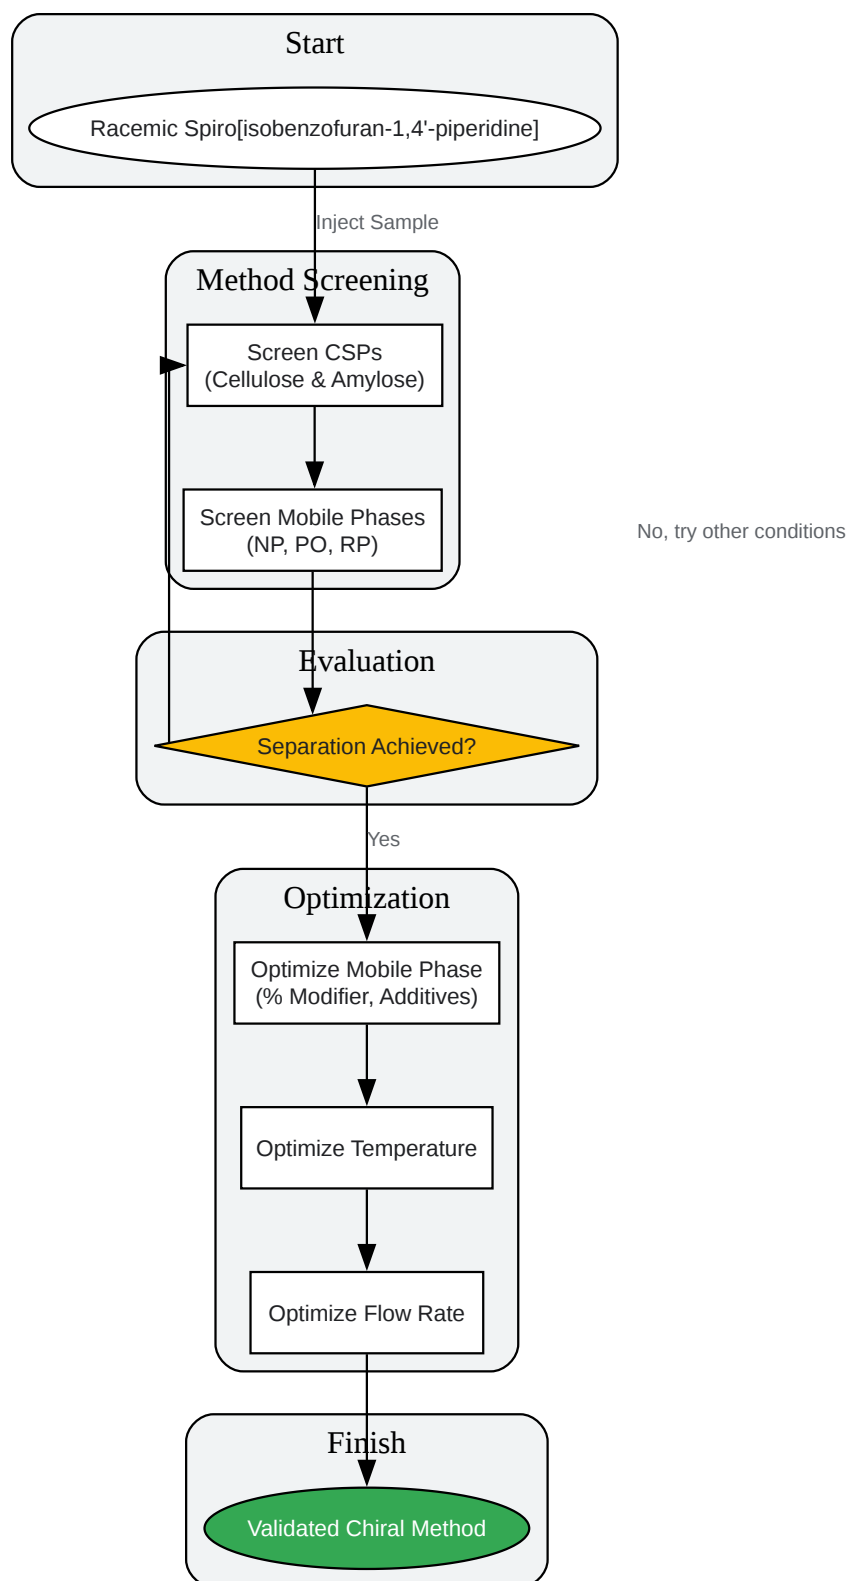 Start
Racemic Spiro[isobenzofuran-1,4'-piperidine]
Inject Sample
Method Screening
Screen CSPs
(Cellulose & Amylose)
Screen Mobile Phases
(NP, PO, RP)
No, try other conditions
Evaluation
Separation Achieved?
Yes
Optimization
Optimize Mobile Phase
(% Modifier, Additives)
Optimize Temperature
Optimize Flow Rate
Finish
Validated Chiral Method